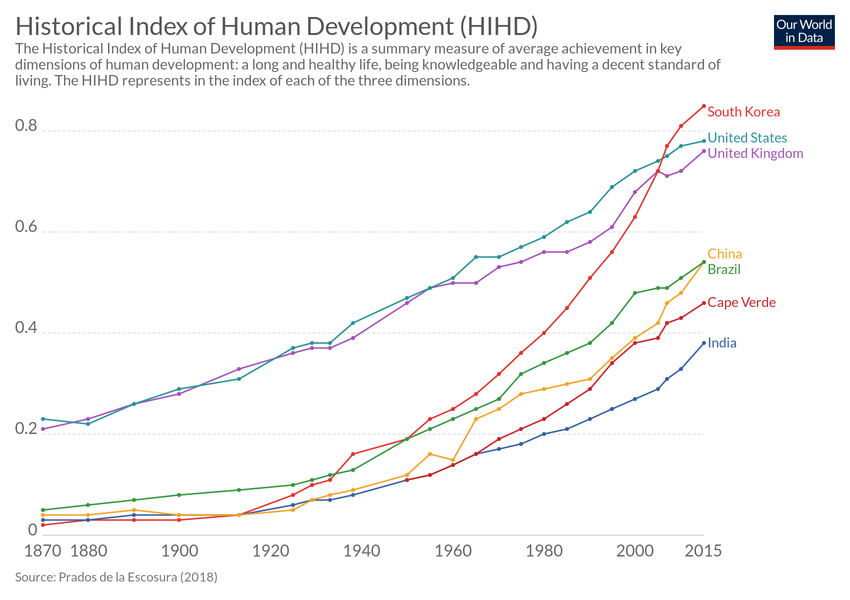 Historical Index of Human Development (HIHD)
The Historical Index of Human Development (HIHD) is a summary measure of average achievement in key
dimensions of human development: a long and healthy life, being knowledgeable and having a decent standard of
living. The HIHD represents in the index of each of the three dimensions.
Our World
in Data
0.8
0.6
0.4
0.2
0
South Korea
United States
United Kingdom
China
Brazil
Cape Verde
India
1870 1880 1900 1920 1940 1960 1980 2000 2015
Source: Prados de la Escosura (2018)